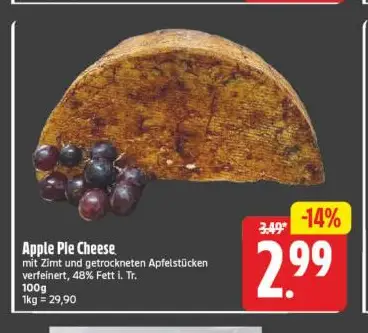 Apple Pie Cheese
mit Zimt und getrockneten Apfelstücken
verfeinert, 48% Fett i. Tr.
100g
1kg = 29,90
-14%
3.49*
2.99